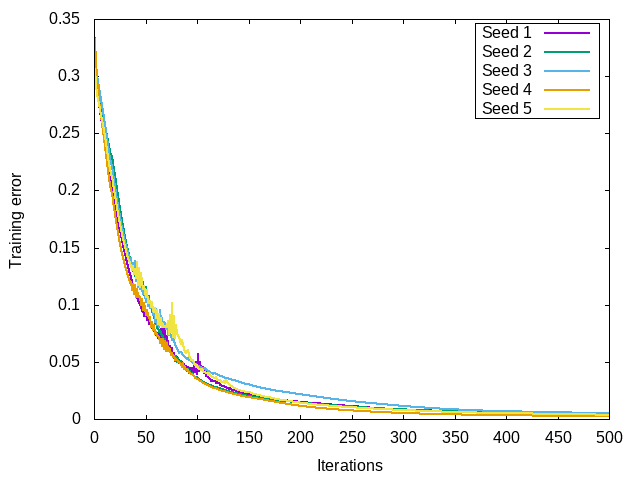 0.35
0.3
0.25
0.2
0.15
0.1
0.05
0
Training error
Seed 1
Seed 2
Seed 3
Seed 4
Seed 5
0 50 100 150 200 250 300 350 400 450 500
Iterations